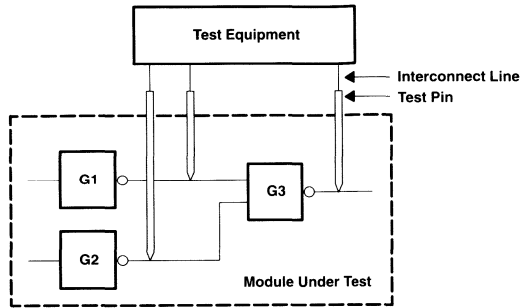 Test Equipment
Interconnect Line
Test Pin
G1
G3
G2
Module Under Test